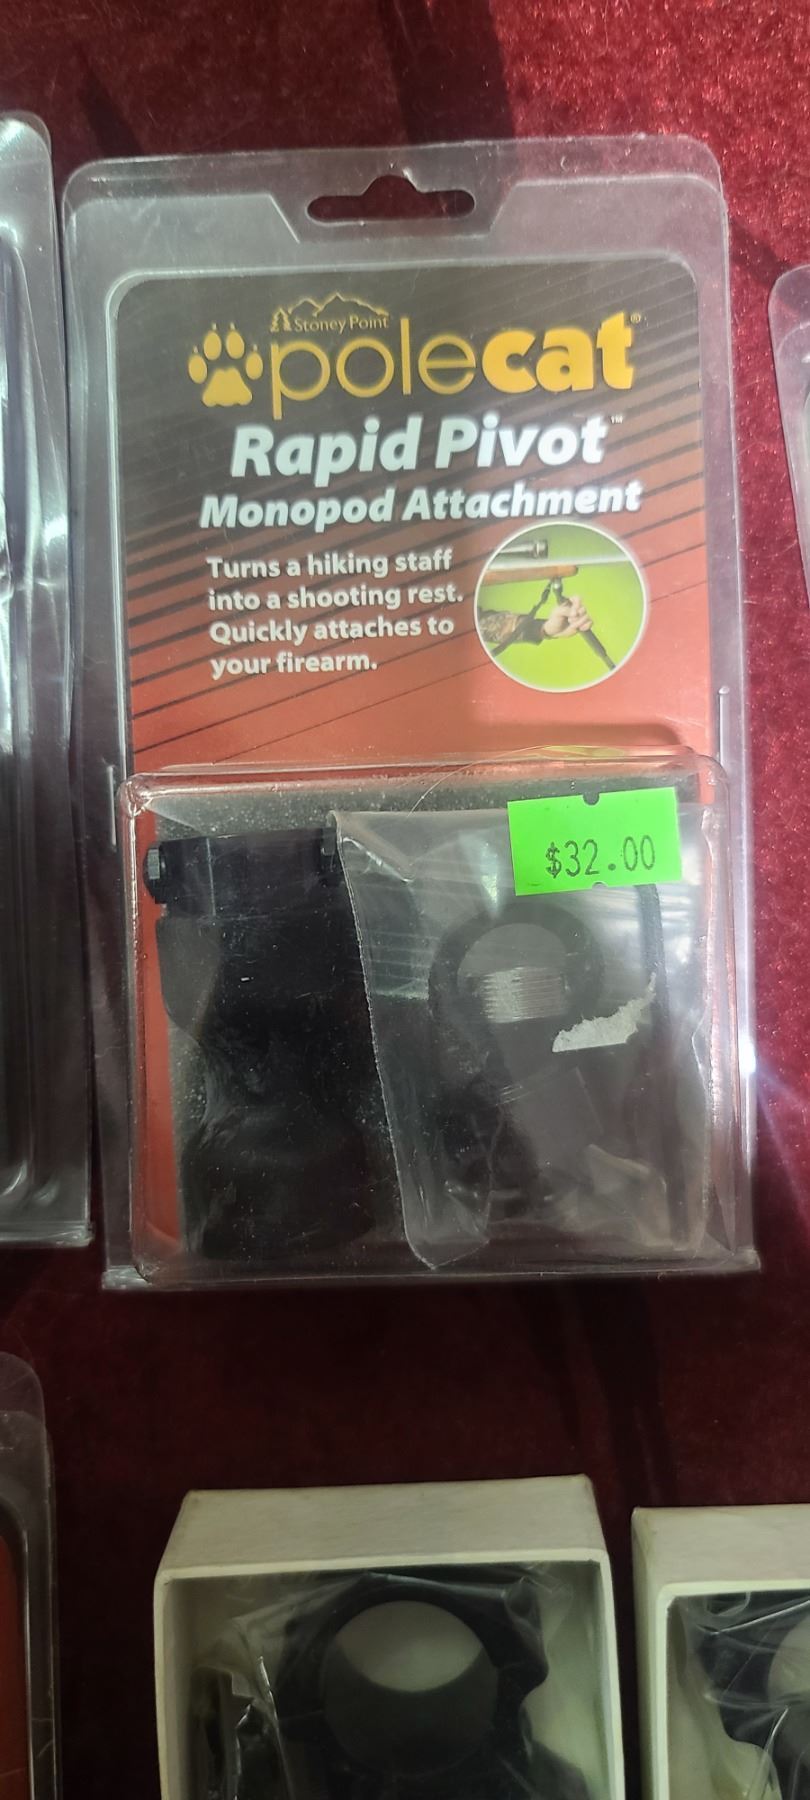 Stoney Point
polecat®
Rapid Pivot™
Monopod Attachment
Turns a hiking staff
into a shooting rest.
Quickly attaches to
your firearm.
$32.00